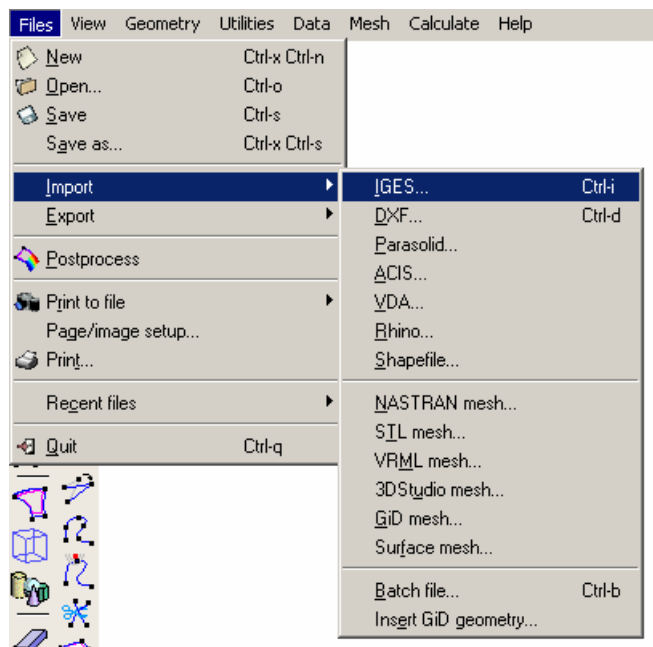 Files View Geometry Utilities Data Mesh Calculate Help
New Ctrl-x Ctrl-n
Open... Ctrl-o
Save Ctrl-s
Save as... Ctrl-x Ctrl-s
Import
Export
Postprocess
Print to file
Page/image setup...
Print...
Recent files
Quit Ctrl-q
IGES... Ctrl-i
DXF... Ctrl-d
Parasolid...
ACIS...
VDA...
Rhino...
Shapefile...
NASTRAN mesh...
STL mesh...
VRML mesh...
3DStudio mesh...
GiD mesh...
Surface mesh...
Batch file... Ctrl-b
Insert GiD geometry...